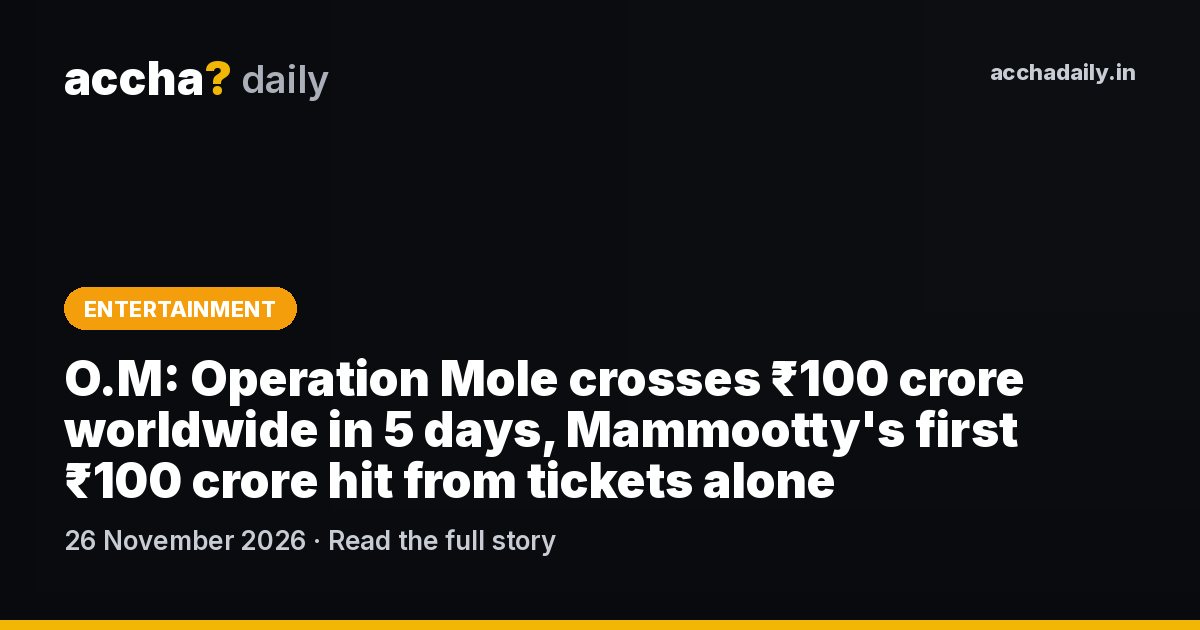 accha? daily
acchadaily.in
ENTERTAINMENT
O.M: Operation Mole crosses ₹100 crore
worldwide in 5 days, Mammootty's first
₹100 crore hit from tickets alone
26 November 2026 · Read the full story